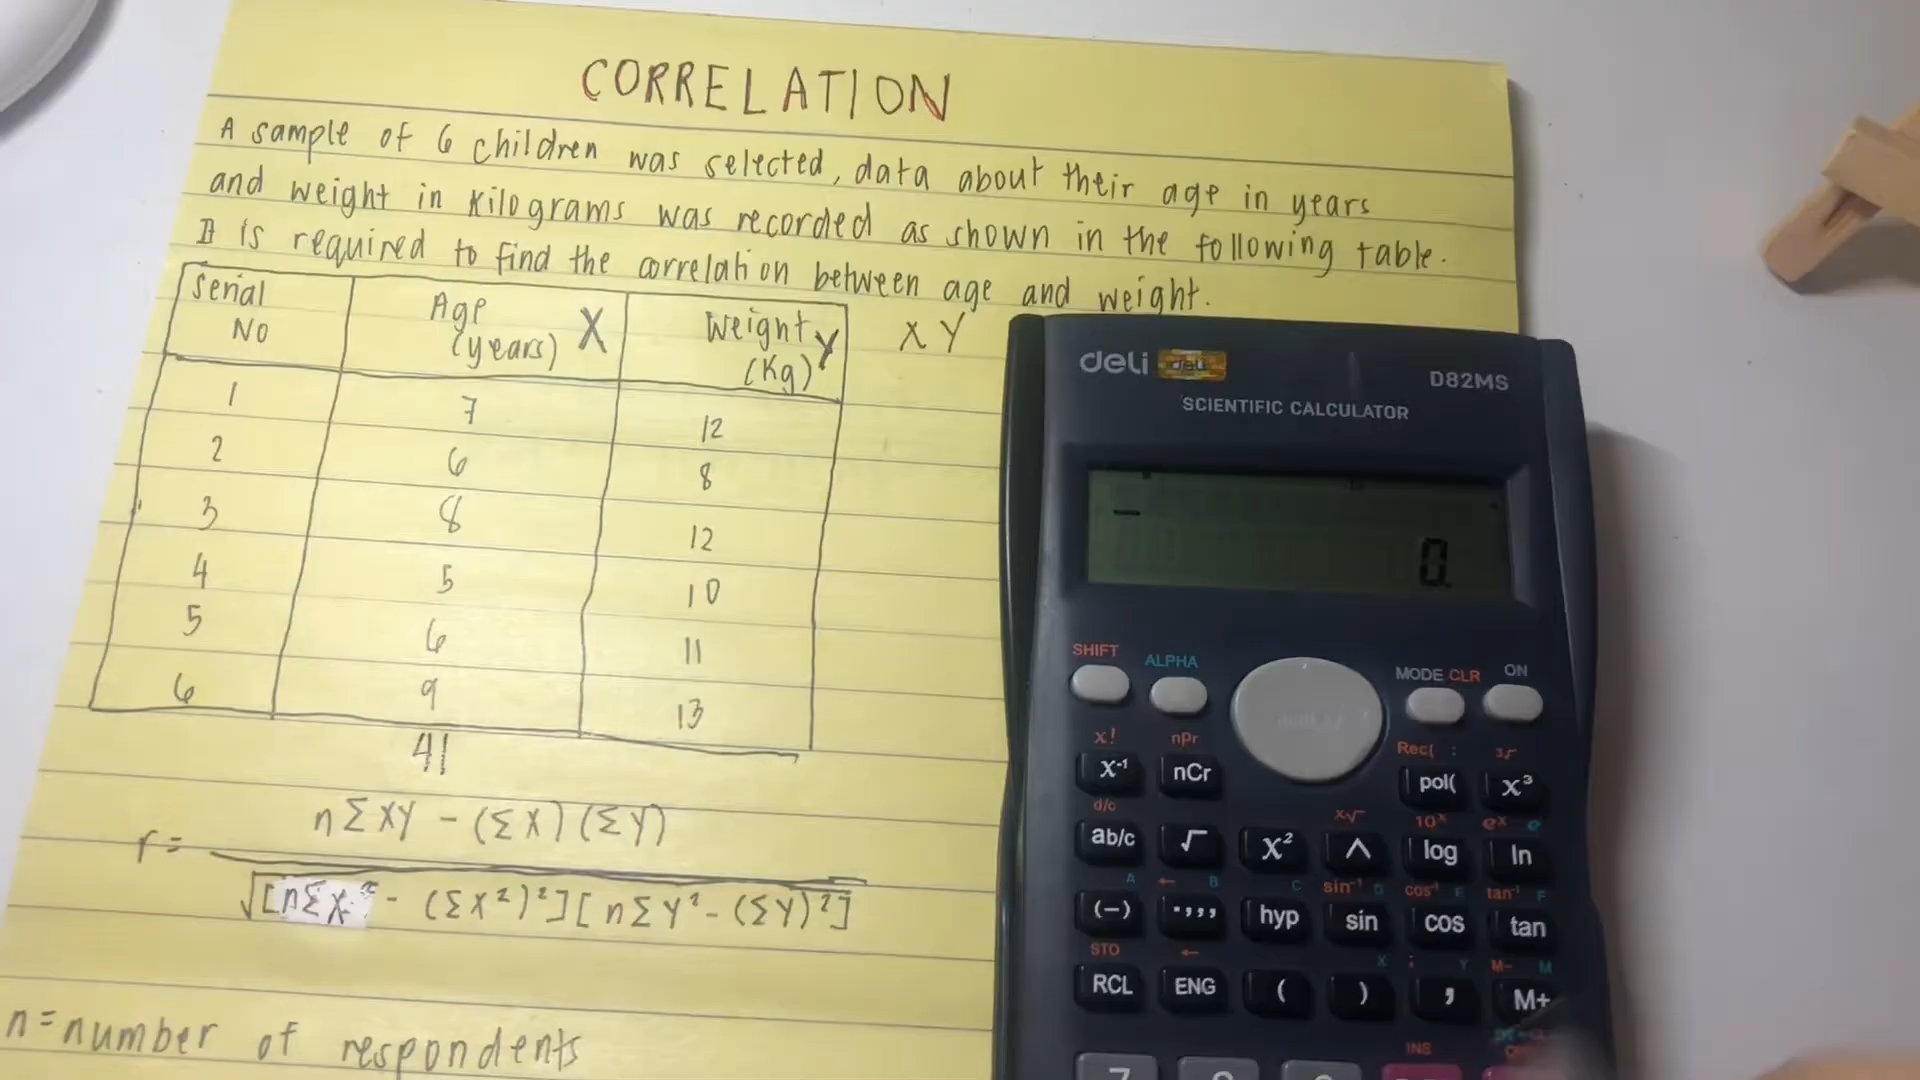 CORRELATION
A sample of 6 children was selected, data about their age in years
and weight in kilograms was recorded as shown in the following table.
It is required to find the correlation between age and weight.
Serial No
Age (years) X
Weight (Kg) Y
X Y
1 7 12
2 6 8
3 8 12
4 5 10
5 6 11
6 9 13
41
r = nΣXY - (ΣX)(ΣY)
√[nΣX² - (ΣX²)²][nΣY² - (ΣY)²]
n = number of respondents
deli deli
D82MS
SCIENTIFIC CALCULATOR
0.
SHIFT ALPHA MODE CLR ON
x! nPr Rec( : ³√
x⁻¹ nCr pol( x³
d/c x√ 10ˣ eˣ e
ab/c √ x² ^ log ln
A ← B C sin⁻¹ D cos⁻¹ E tan⁻¹ F
(−) ·,,, hyp sin cos tan
STO ← X ; Y M- M
RCL ENG ( ) , M+
INS